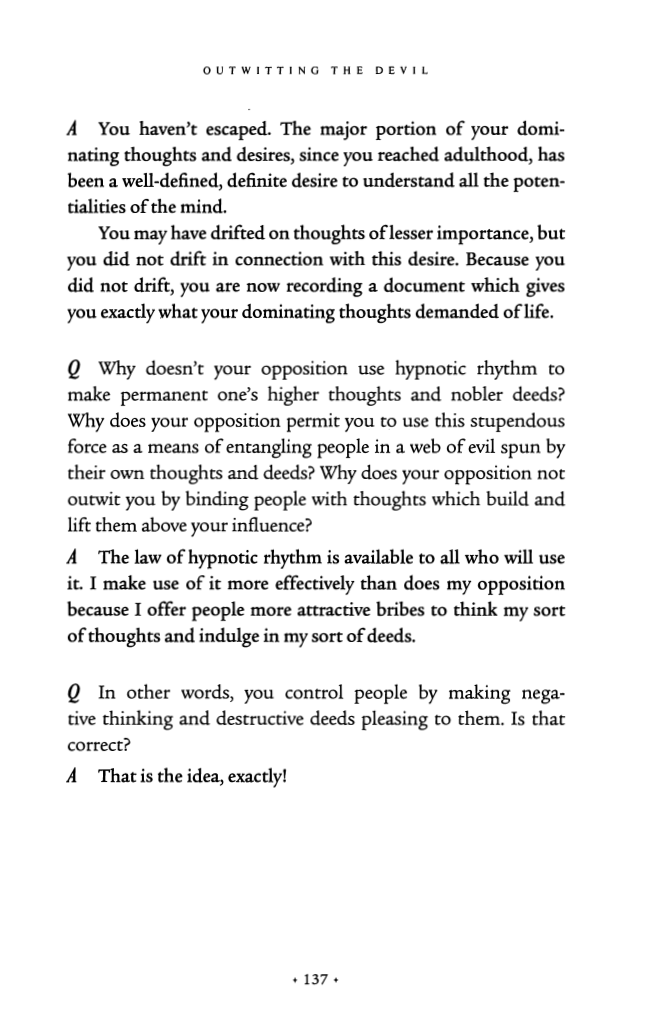 OUTWITTING THE DEVIL
A You haven't escaped. The major portion of your domi-
nating thoughts and desires, since you reached adulthood, has
been a well-defined, definite desire to understand all the poten-
tialities of the mind.
You may have drifted on thoughts of lesser importance, but
you did not drift in connection with this desire. Because you
did not drift, you are now recording a document which gives
you exactly what your dominating thoughts demanded of life.
Q Why doesn't your opposition use hypnotic rhythm to
make permanent one's higher thoughts and nobler deeds?
Why does your opposition permit you to use this stupendous
force as a means of entangling people in a web of evil spun by
their own thoughts and deeds? Why does your opposition not
outwit you by binding people with thoughts which build and
lift them above your influence?
A The law of hypnotic rhythm is available to all who will use
it. I make use of it more effectively than does my opposition
because I offer people more attractive bribes to think my sort
of thoughts and indulge in my sort of deeds.
Q In other words, you control people by making nega-
tive thinking and destructive deeds pleasing to them. Is that
correct?
A That is the idea, exactly!
• 137 •